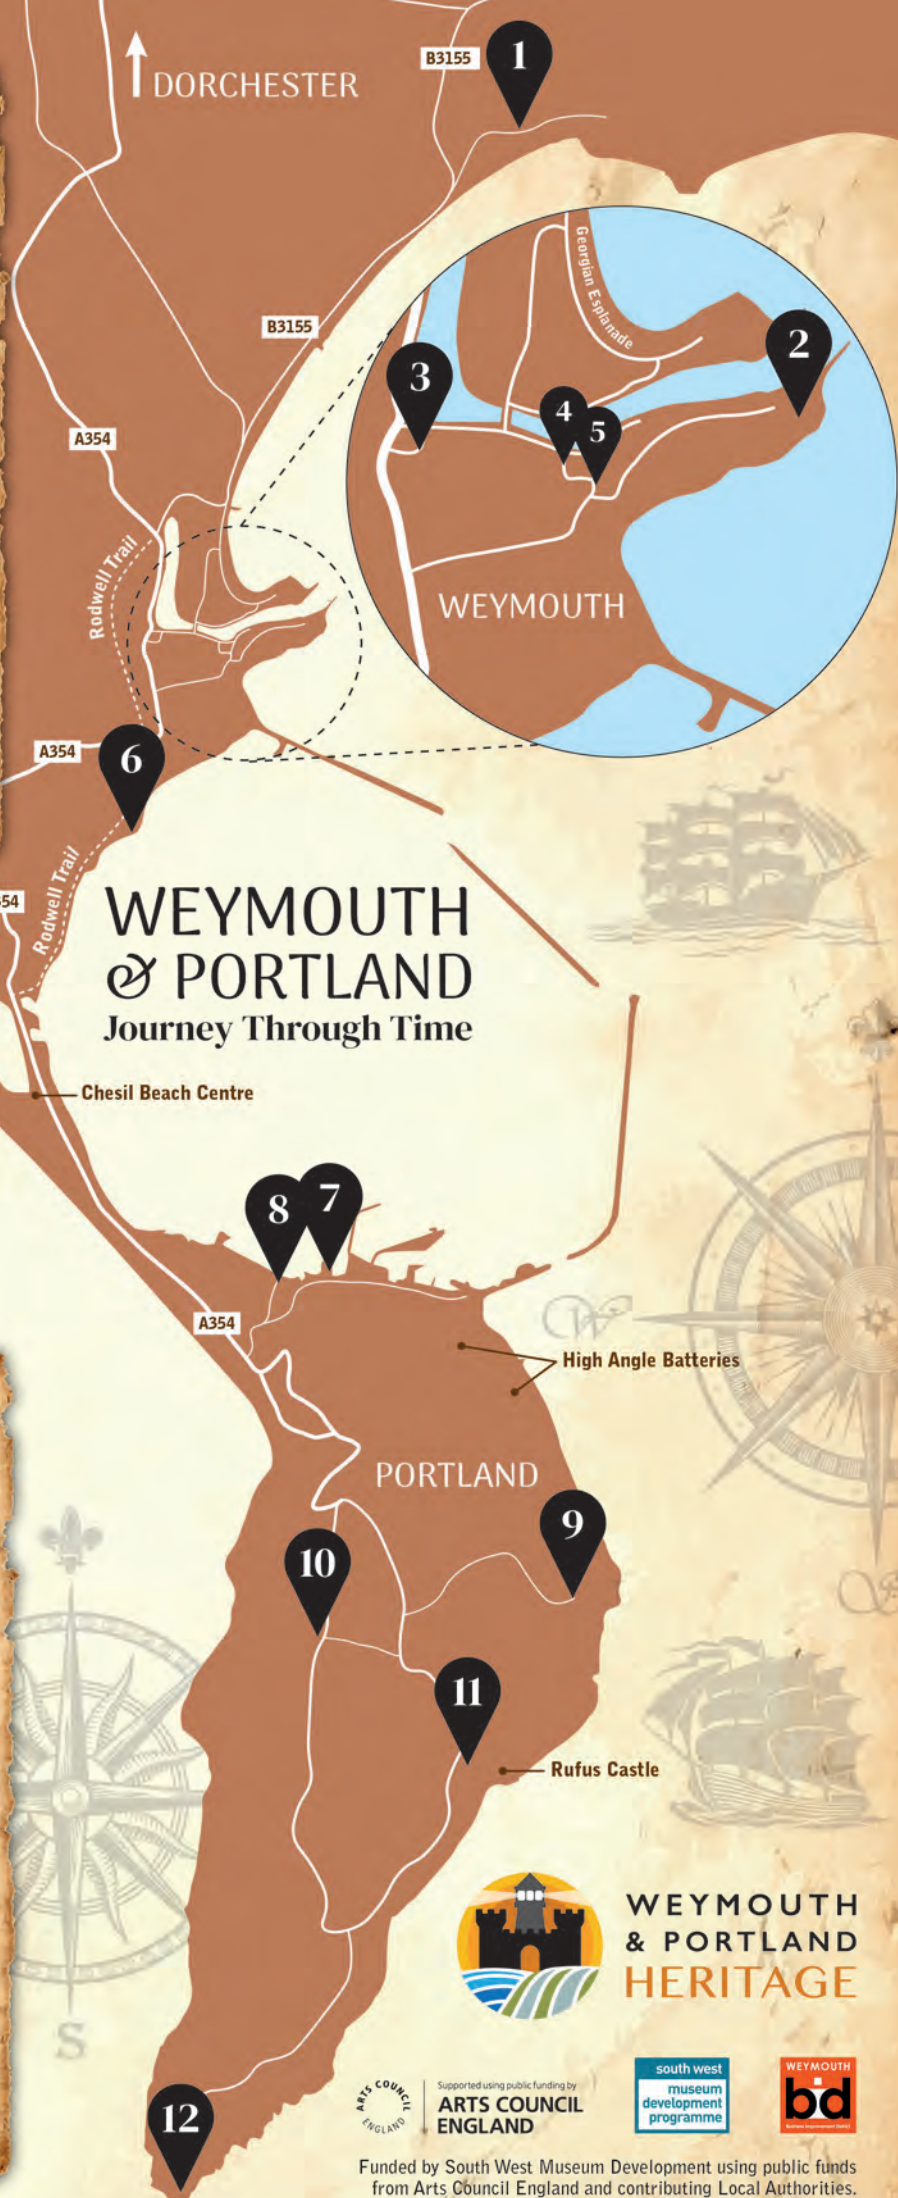 B3155
1
DORCHESTER
Georgian Esplanade
B3155
2
3
4
5
A354
Rodwell Trail
WEYMOUTH
A354
6
Rodwell Trail
54
WEYMOUTH
& PORTLAND
Journey Through Time
Chesil Beach Centre
8
7
W
A354
High Angle Batteries
PORTLAND
9
10
11
Rufus Castle
WEYMOUTH
& PORTLAND
HERITAGE
S
ARTS COUNCIL
ENGLAND
Supported using public funding by
ARTS COUNCIL
ENGLAND
south west
museum
development
programme
WEYMOUTH
bid
Business Improvement District
12
Funded by South West Museum Development using public funds
from Arts Council England and contributing Local Authorities.